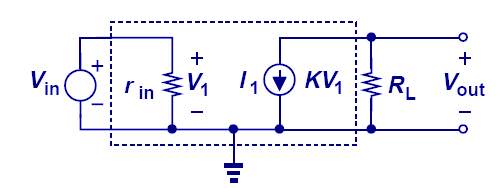 + + +
Vin rin V1 I1 KV1 RL Vout
− − −